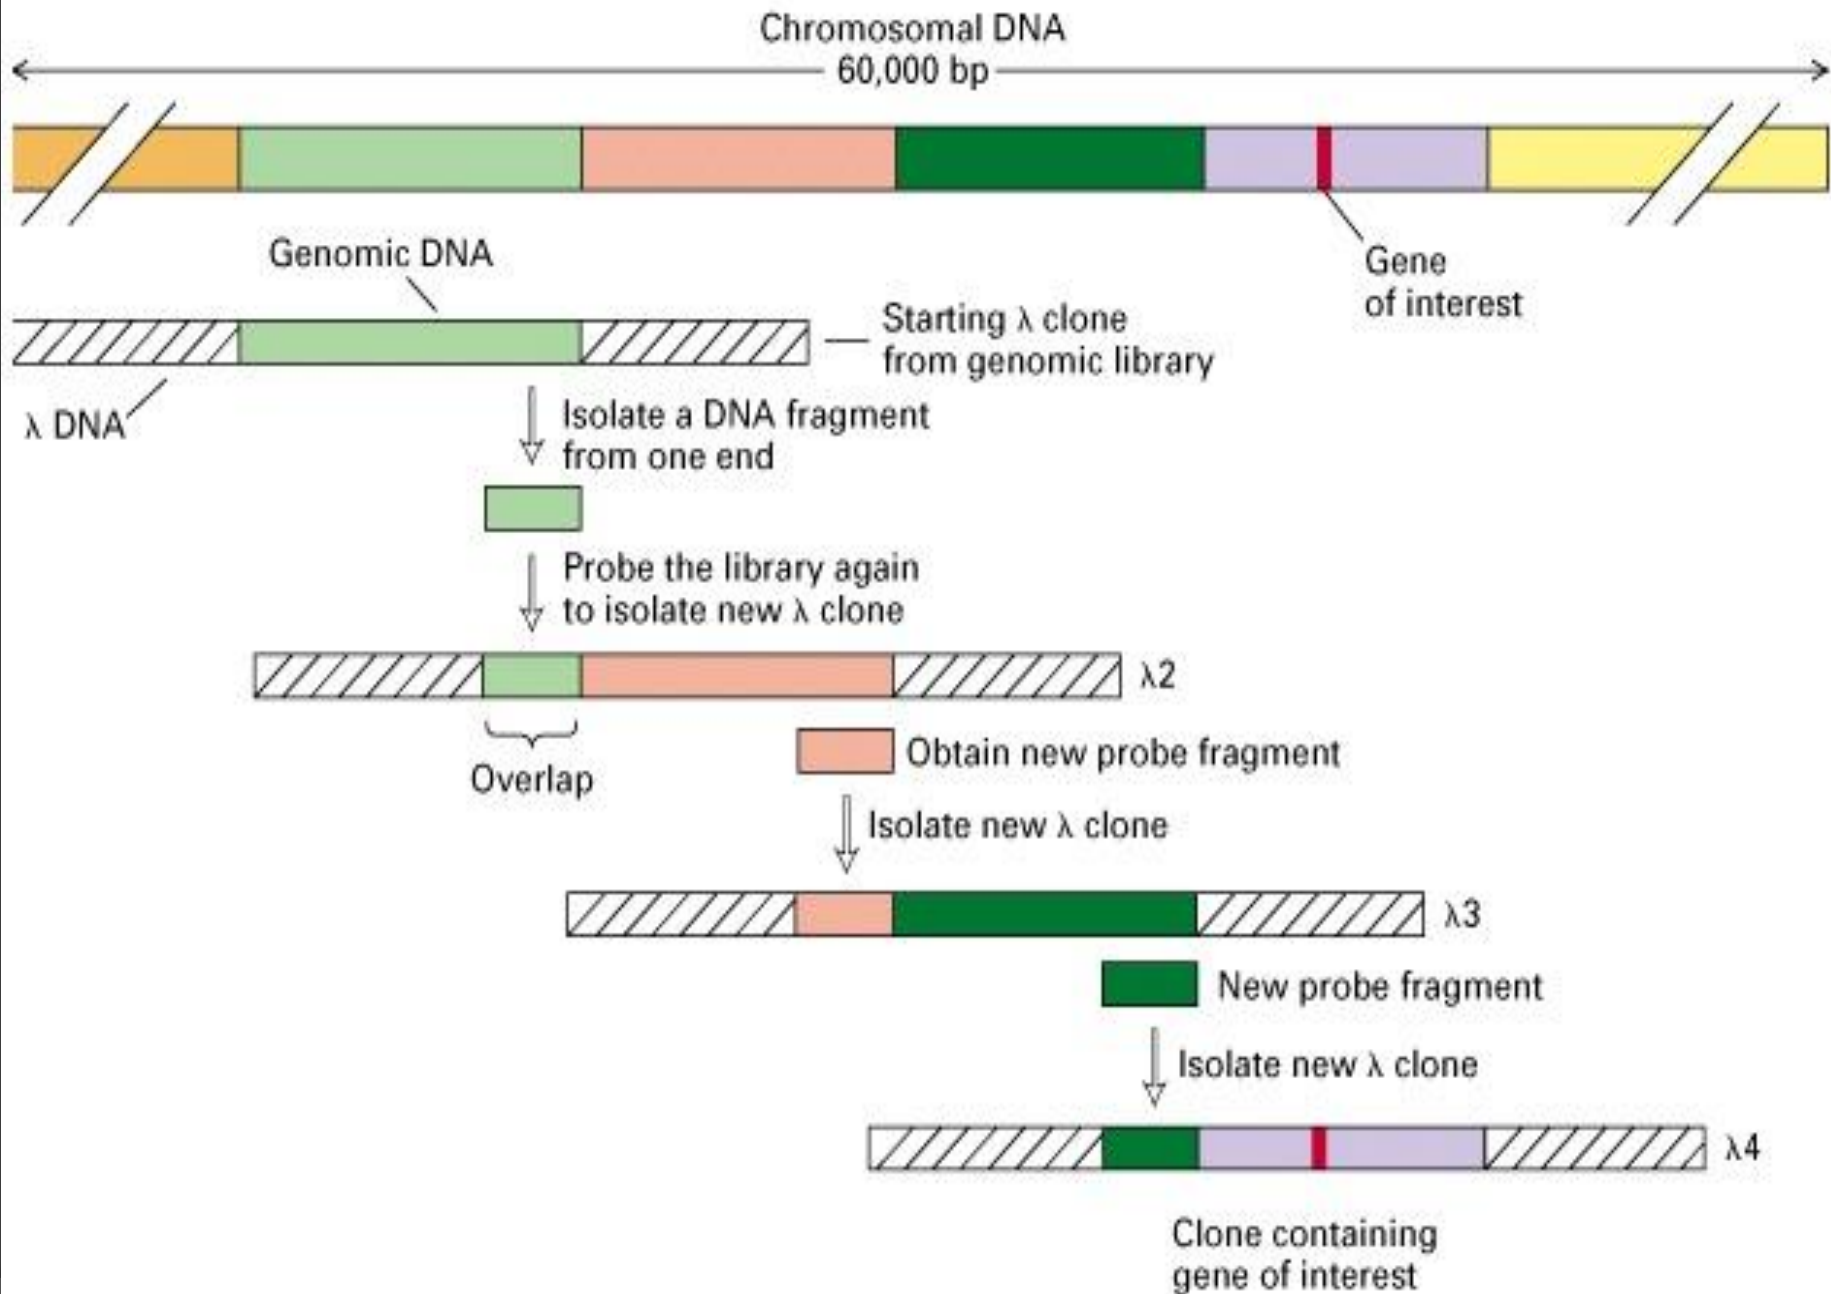 Chromosomal DNA
60,000 bp
Gene
of interest
Genomic DNA
Starting λ clone
from genomic library
λ DNA
Isolate a DNA fragment
from one end
Probe the library again
to isolate new λ clone
λ2
Overlap
Obtain new probe fragment
Isolate new λ clone
λ3
New probe fragment
Isolate new λ clone
λ4
Clone containing
gene of interest